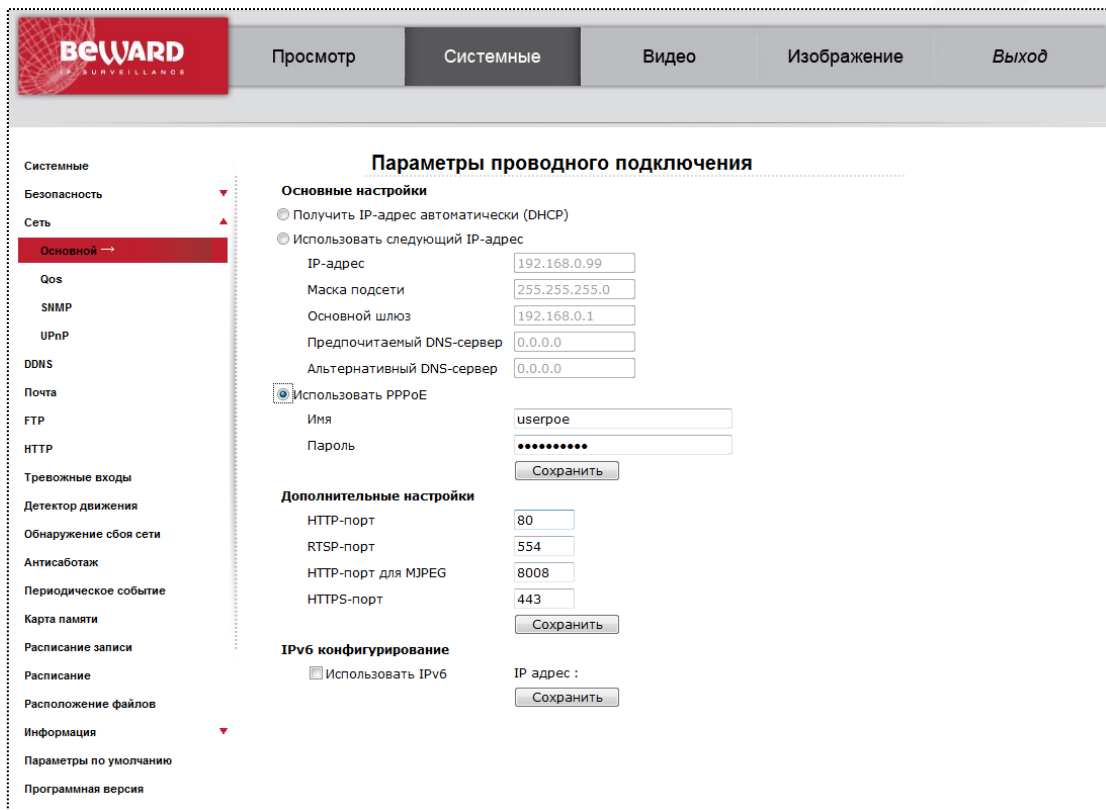 BEWARD
IP SURVEILLANCE
Просмотр
Системные
Видео
Изображение
Выход
Системные
Безопасность
Сеть
Основной →
Qos
SNMP
UPnP
DDNS
Почта
FTP
HTTP
Тревожные входы
Детектор движения
Обнаружение сбоя сети
Антисаботаж
Периодическое событие
Карта памяти
Расписание записи
Расписание
Расположение файлов
Информация
Параметры по умолчанию
Программная версия
Параметры проводного подключения
Основные настройки
Получить IP-адрес автоматически (DHCP)
Использовать следующий IP-адрес
IP-адрес 192.168.0.99
Маска подсети 255.255.255.0
Основной шлюз 192.168.0.1
Предпочитаемый DNS-сервер 0.0.0.0
Альтернативный DNS-сервер 0.0.0.0
Использовать PPPoE
Имя userpoe
Пароль ••••••••••
Сохранить
Дополнительные настройки
HTTP-порт 80
RTSP-порт 554
HTTP-порт для MJPEG 8008
HTTPS-порт 443
Сохранить
IPv6 конфигурирование
Использовать IPv6 IP адрес :
Сохранить